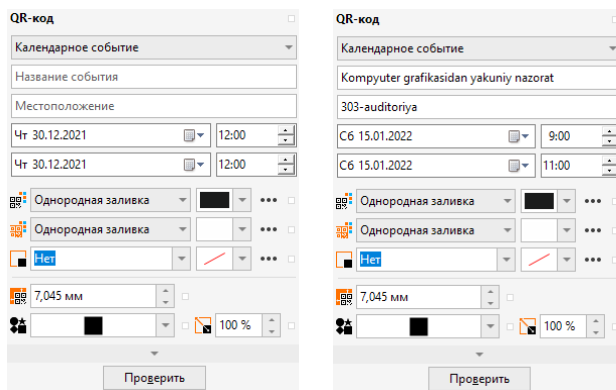 QR-код
Календарное событие
Название события
Местоположение
Чт 30.12.2021 12:00
Чт 30.12.2021 12:00
Однородная заливка
Однородная заливка
Нет
7,045 мм
100 %
Проверить
QR-код
Календарное событие
Kompyuter grafikasidan yakuniy nazorat
303-auditoriya
Сб 15.01.2022 9:00
Сб 15.01.2022 11:00
Однородная заливка
Однородная заливка
Нет
7,045 мм
100 %
Проверить